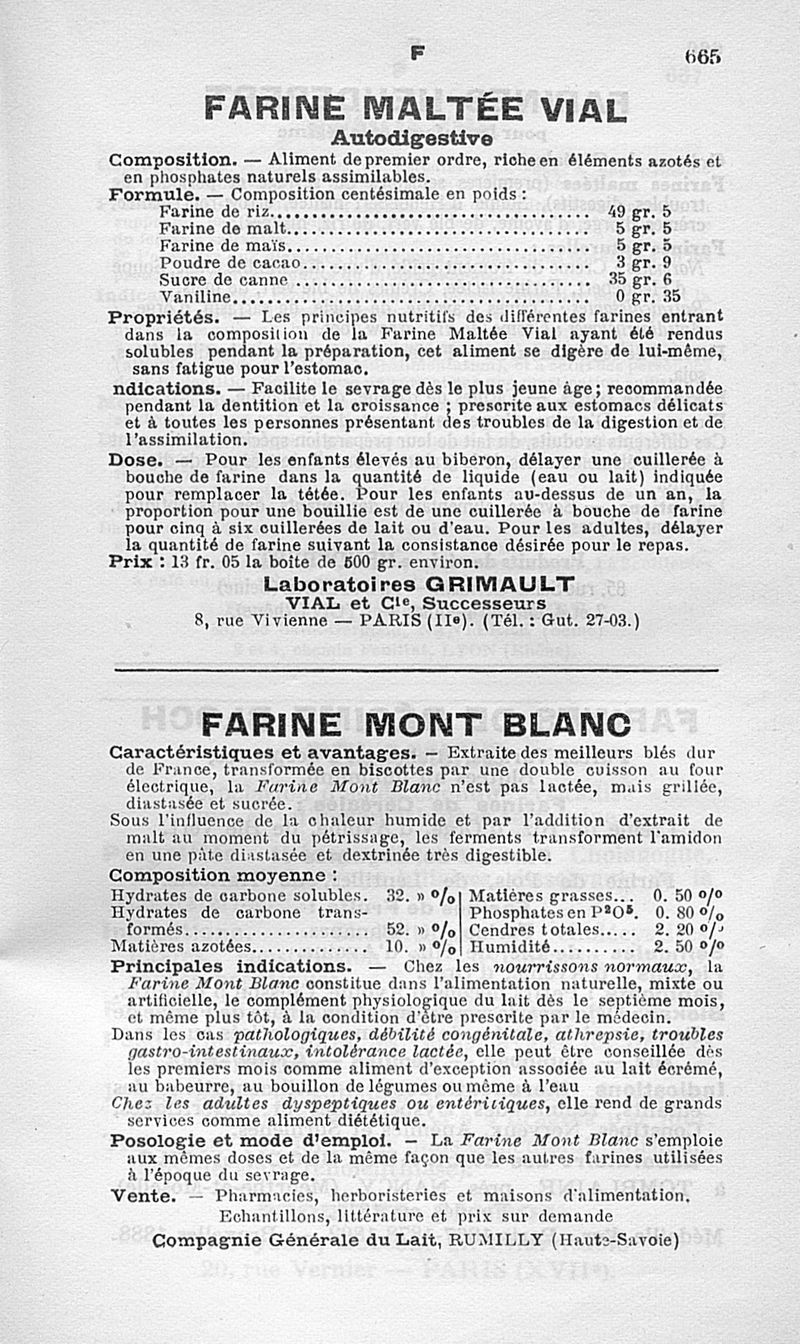 F
665
FARINE MALTÉE VIAL
Autodigestive
Composition. — Aliment de premier ordre, riche en éléments azotés et
en phosphates naturels assimilables.
Formule. — Composition centésimale en poids :
Farine de riz.................................... 49 gr. 5
Farine de malt.................................... 5 gr. 5
Farine de maïs.................................... 5 gr. 5
Poudre de cacao.................................... 3 gr. 9
Sucre de canne .................................... 35 gr. 6
Vaniline.................................... 0 gr. 35
Propriétés. — Les principes nutritifs des différentes farines entrant
dans la composition de la Farine Maltée Vial ayant été rendus
solubles pendant la préparation, cet aliment se digère de lui-même,
sans fatigue pour l'estomac.
ndications. — Facilite le sevrage dès le plus jeune âge ; recommandée
pendant la dentition et la croissance ; prescrite aux estomacs délicats
et à toutes les personnes présentant des troubles de la digestion et de
l'assimilation.
Dose. — Pour les enfants élevés au biberon, délayer une cuillerée à
bouche de farine dans la quantité de liquide (eau ou lait) indiquée
pour remplacer la tétée. Pour les enfants au-dessus de un an, la
proportion pour une bouillie est de une cuillerée à bouche de farine
pour cinq à six cuillerées de lait ou d'eau. Pour les adultes, délayer
la quantité de farine suivant la consistance désirée pour le repas.
Prix : 13 fr. 05 la boite de 500 gr. environ.
Laboratoires GRIMAULT
VIAL et Cie, Successeurs
8, rue Vivienne — PARIS (IIe). (Tél. : Gut. 27-03.)
FARINE MONT BLANC
Caractéristiques et avantages. — Extraite des meilleurs blés dur
de France, transformée en biscottes par une double cuisson au four
électrique, la Farine Mont Blanc n'est pas lactée, mais grillée,
diastasée et sucrée.
Sous l'influence de la chaleur humide et par l'addition d'extrait de
malt au moment du pétrissage, les ferments transforment l'amidon
en une pâte diastasée et dextrinée très digestible.
Composition moyenne :
Hydrates de carbone solubles. 32. » %
Hydrates de carbone trans-
formés...................... 52. » %
Matières azotées.............. 10. » %
Matières grasses... 0. 50 %
Phosphates en P²O⁵. 0. 80 %
Cendres totales..... 2. 20 %
Humidité.......... 2. 50 %
Principales indications. — Chez les nourrissons normaux, la
Farine Mont Blanc constitue dans l'alimentation naturelle, mixte ou
artificielle, le complément physiologique du lait dès le septième mois,
et même plus tôt, à la condition d'être prescrite par le médecin.
Dans les cas pathologiques, débilité congénitale, athrepsie, troubles
gastro-intestinaux, intolérance lactée, elle peut être conseillée dès
les premiers mois comme aliment d'exception associée au lait écrémé,
au babeurre, au bouillon de légumes ou même à l'eau
Chez les adultes dyspeptiques ou entéritiques, elle rend de grands
services comme aliment diététique.
Posologie et mode d'emploi. — La Farine Mont Blanc s'emploie
aux mêmes doses et de la même façon que les autres farines utilisées
à l'époque du sevrage.
Vente. — Pharmacies, herboristeries et maisons d'alimentation.
Echantillons, littérature et prix sur demande
Compagnie Générale du Lait, RUMILLY (Haute-Savoie)